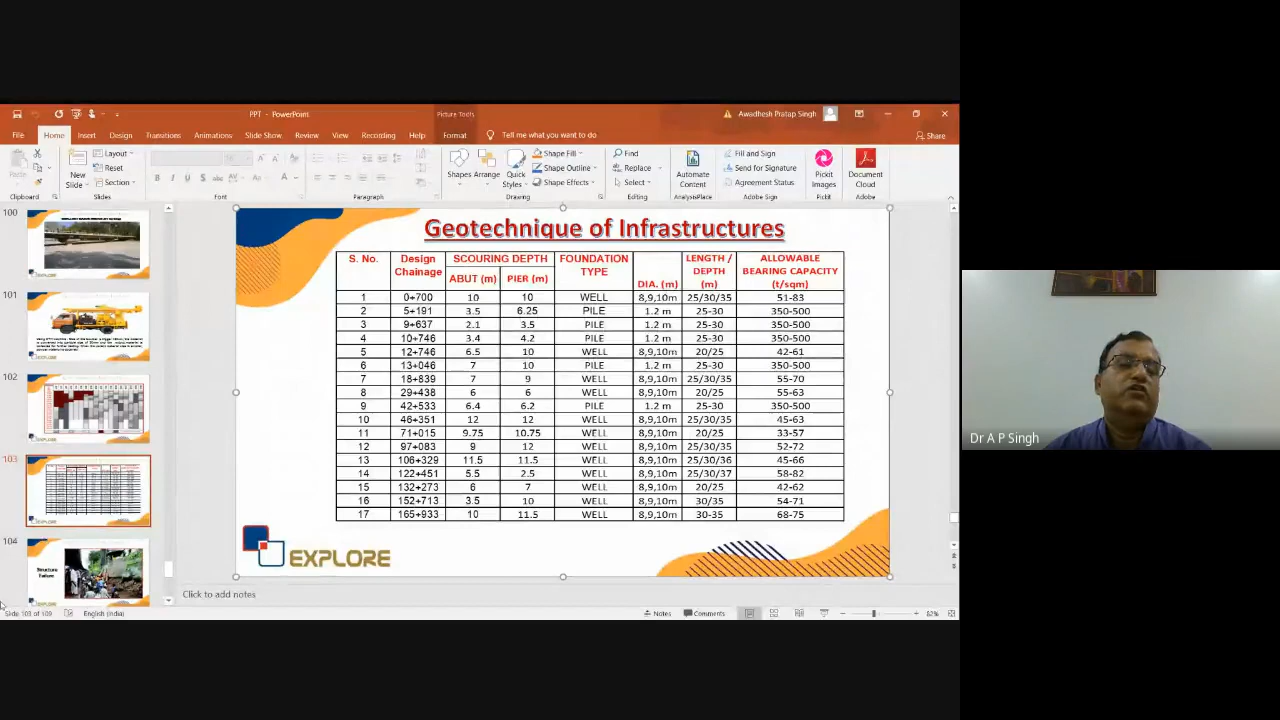 PPT - PowerPoint
Picture Tools
Awadhesh Pratap Singh
File Home Insert Design Transitions Animations Slide Show Review View Recording Help Format Tell me what you want to do Share
Paste
Clipboard
New Slide
Layout
Reset
Section
Slides
Font
Paragraph
Shapes
Arrange
Quick Styles
Shape Fill
Shape Outline
Shape Effects
Drawing
Find
Replace
Select
Editing
Automate Content
AnalysisPlace
Fill and Sign
Send for Signature
Agreement Status
Adobe Sign
Pickit Images
Pickit
Document Cloud
Adobe
100
101
102
103
104
Structure Failure
Geotechnique of Infrastructures
S. No. Design Chainage SCOURING DEPTH FOUNDATION TYPE DIA. (m) LENGTH / DEPTH (m) ALLOWABLE BEARING CAPACITY (t/sqm)
ABUT (m) PIER (m)
1 0+700 10 10 WELL 8,9,10m 25/30/35 51-83
2 5+191 3.5 6.25 PILE 1.2 m 25-30 350-500
3 9+637 2.1 3.5 PILE 1.2 m 25-30 350-500
4 10+746 3.4 4.2 PILE 1.2 m 25-30 350-500
5 12+746 6.5 10 WELL 8,9,10m 20/25 42-61
6 13+046 7 10 PILE 1.2 m 25-30 350-500
7 18+839 7 9 WELL 8,9,10m 25/30/35 55-70
8 29+438 6 6 WELL 8,9,10m 20/25 55-63
9 42+533 6.4 6.2 PILE 1.2 m 25-30 350-500
10 46+351 12 12 WELL 8,9,10m 25/30/35 45-63
11 71+015 9.75 10.75 WELL 8,9,10m 20/25 33-57
12 97+083 9 12 WELL 8,9,10m 25/30/35 52-72
13 106+329 11.5 11.5 WELL 8,9,10m 25/30/36 45-66
14 122+451 5.5 2.5 WELL 8,9,10m 25/30/37 58-82
15 132+273 6 7 WELL 8,9,10m 20/25 42-62
16 152+713 3.5 10 WELL 8,9,10m 30/35 54-71
17 165+933 10 11.5 WELL 8,9,10m 30-35 68-75
EXPLORE
Click to add notes
Slide 103 of 109 English (India) Notes Comments 82%
Dr A P Singh